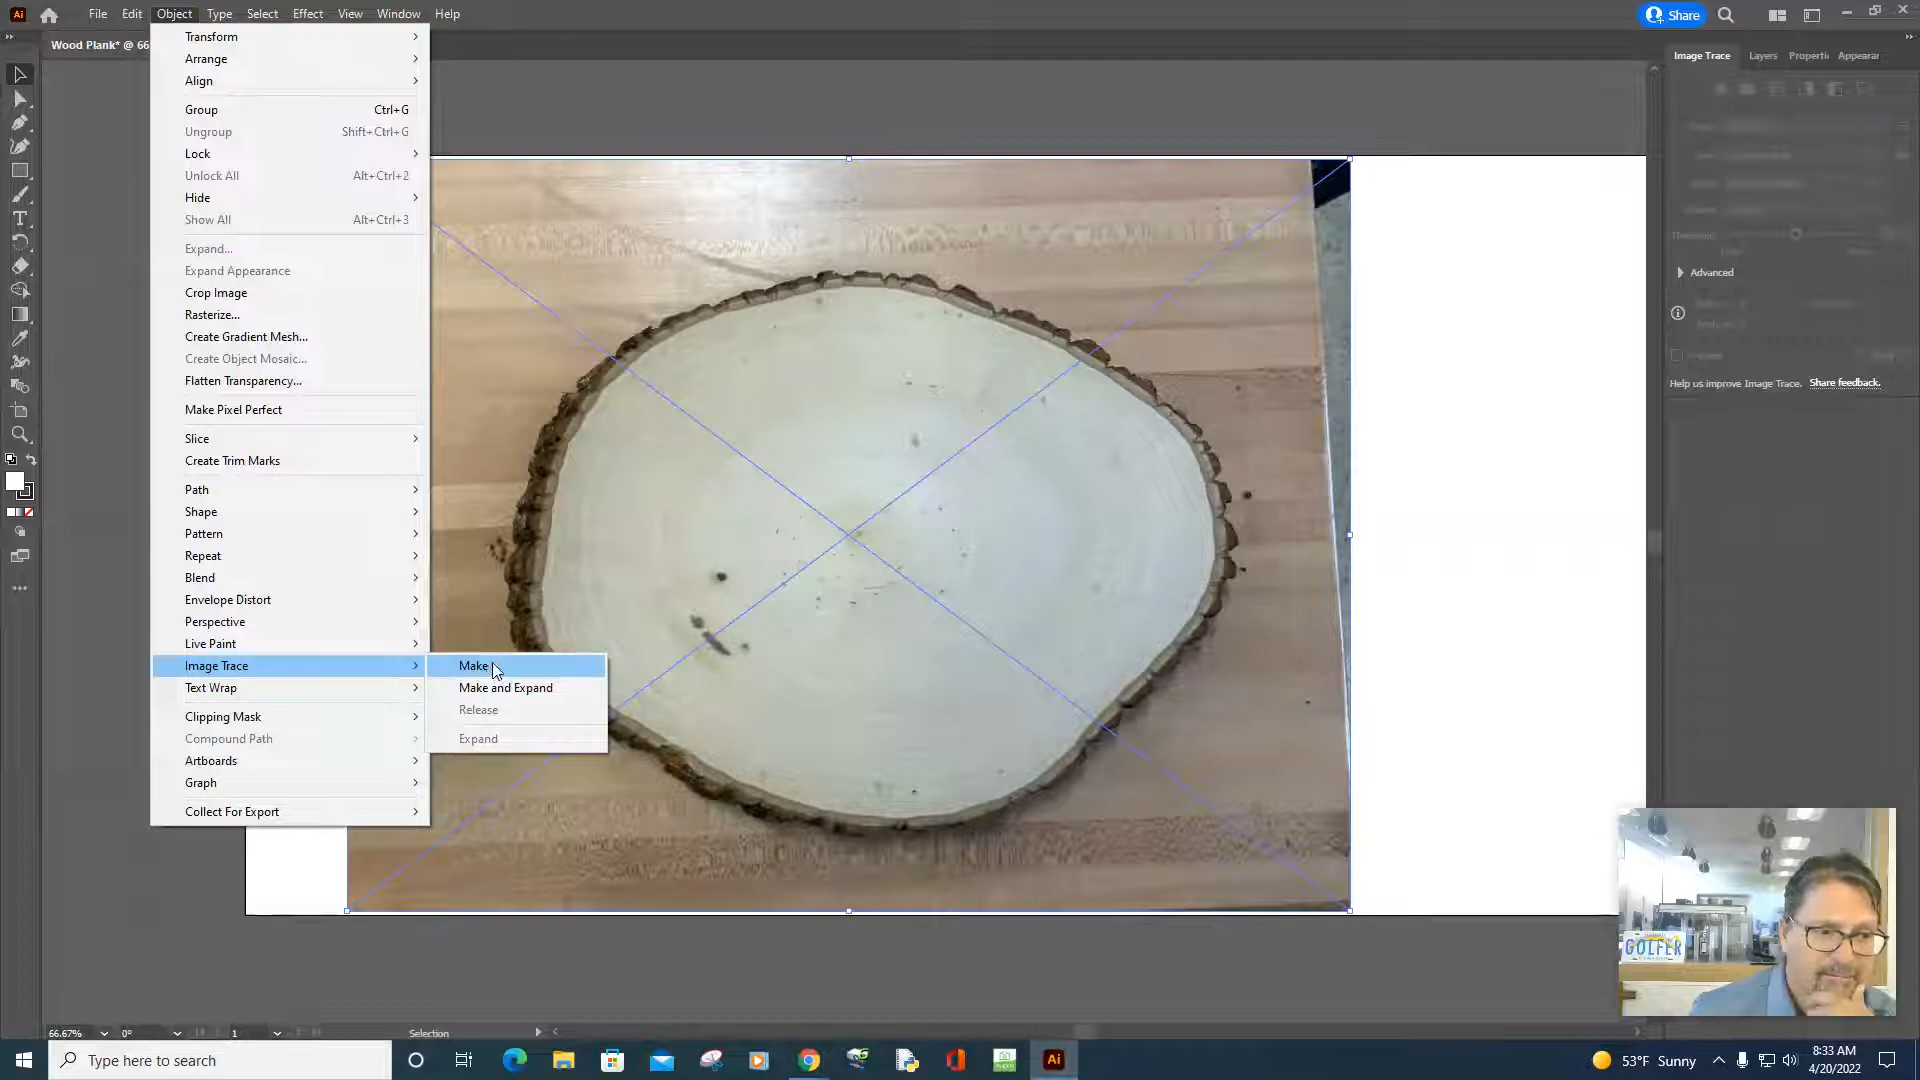 Ai File Edit Object Type Select Effect View Window Help Share
Wood Plank* @ 66
Transform
Arrange
Align
Group Ctrl+G
Ungroup Shift+Ctrl+G
Lock
Unlock All Alt+Ctrl+2
Hide
Show All Alt+Ctrl+3
Expand...
Expand Appearance
Crop Image
Rasterize...
Create Gradient Mesh...
Create Object Mosaic...
Flatten Transparency...
Make Pixel Perfect
Slice
Create Trim Marks
Path
Shape
Pattern
Repeat
Blend
Envelope Distort
Perspective
Live Paint
Image Trace
Text Wrap
Clipping Mask
Compound Path
Artboards
Graph
Collect For Export
Make
Make and Expand
Release
Expand
Image Trace Layers Properti Appearar
Advanced
Help us improve Image Trace. Share feedback.
GOLFER
66.67% 0° 1 Selection
Type here to search
Ai
53°F Sunny
8:33 AM
4/20/2022